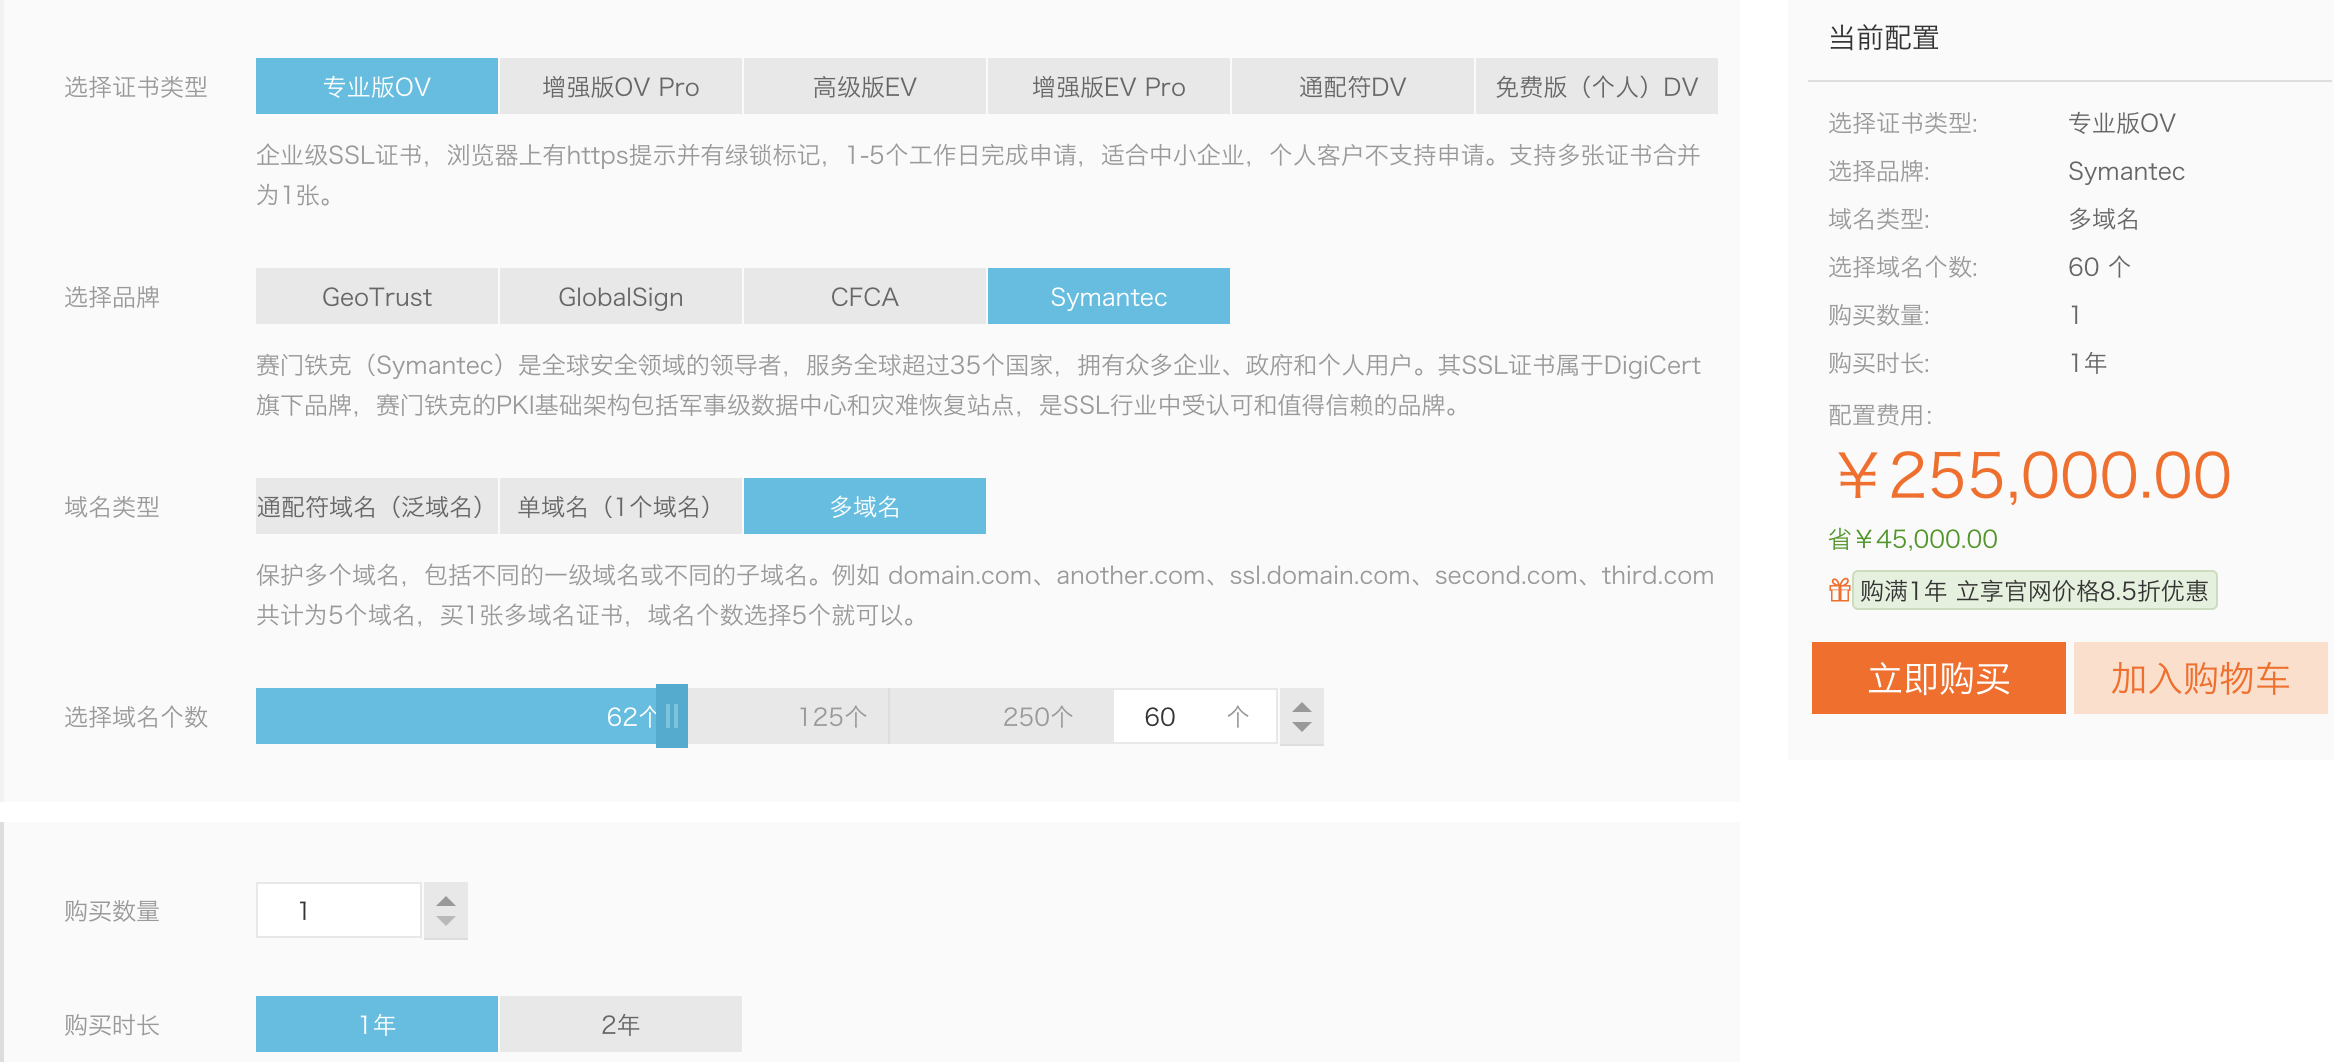 选择证书类型
专业版OV
增强版OV Pro
高级版EV
增强版EV Pro
通配符DV
免费版（个人）DV
企业级SSL证书，浏览器上有https提示并有绿锁标记，1-5个工作日完成申请，适合中小企业，个人客户不支持申请。支持多张证书合并
为1张。
选择品牌
GeoTrust
GlobalSign
CFCA
Symantec
赛门铁克（Symantec）是全球安全领域的领导者，服务全球超过35个国家，拥有众多企业、政府和个人用户。其SSL证书属于DigiCert
旗下品牌，赛门铁克的PKI基础架构包括军事级数据中心和灾难恢复站点，是SSL行业中受认可和值得信赖的品牌。
域名类型
通配符域名（泛域名）
单域名（1个域名）
多域名
保护多个域名，包括不同的一级域名或不同的子域名。例如 domain.com、another.com、ssl.domain.com、second.com、third.com
共计为5个域名，买1张多域名证书，域名个数选择5个就可以。
选择域名个数
62个
125个
250个
60 个
购买数量
1
购买时长
1年
2年
当前配置
选择证书类型: 专业版OV
选择品牌: Symantec
域名类型: 多域名
选择域名个数: 60 个
购买数量: 1
购买时长: 1年
配置费用:
￥255,000.00
省￥45,000.00
购满1年 立享官网价格8.5折优惠
立即购买
加入购物车